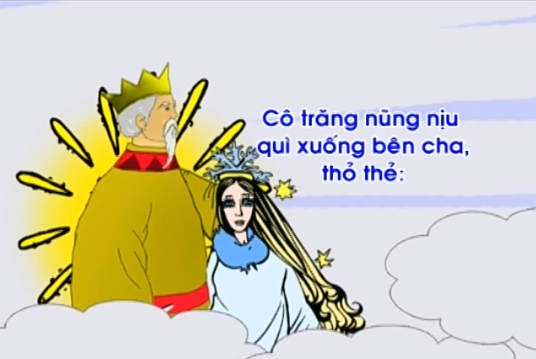 Cô trăng nũng nịu
quì xuống bên cha,
thỏ thẻ: